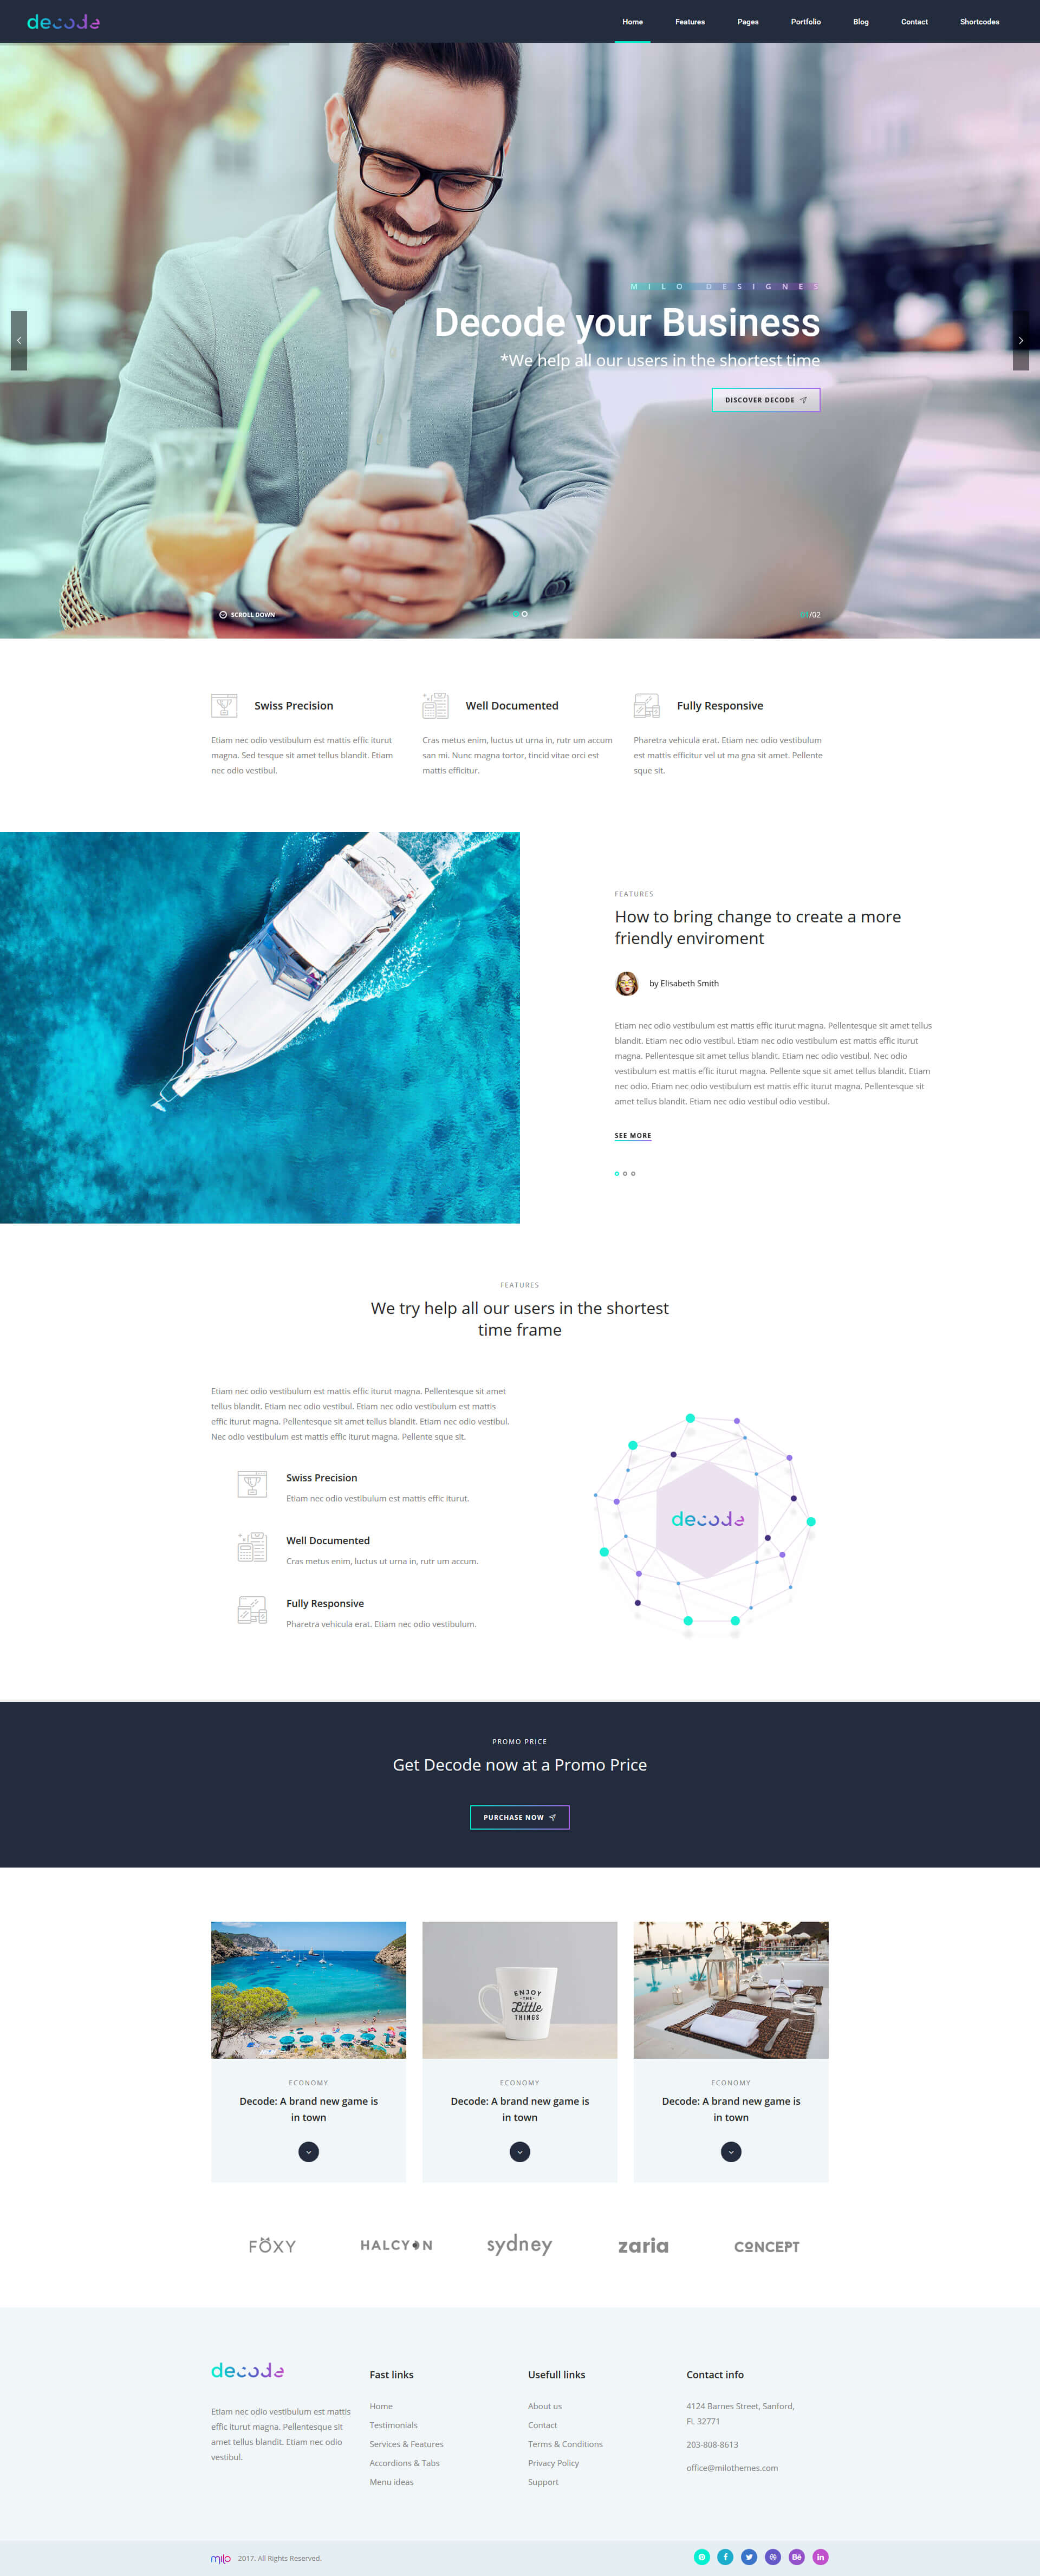 decode
Home Features Pages Portfolio Blog Contact Shortcodes
MILO DESIGNES
Decode your Business
*We help all our users in the shortest time
DISCOVER DECODE
SCROLL DOWN
01/02
Swiss Precision
Etiam nec odio vestibulum est mattis effic iturut
magna. Sed tesque sit amet tellus blandit. Etiam
nec odio vestibul.
Well Documented
Cras metus enim, luctus ut urna in, rutr um accum
san mi. Nunc magna tortor, tincid vitae orci est
mattis efficitur.
Fully Responsive
Pharetra vehicula erat. Etiam nec odio vestibulum
est mattis efficitur vel ut ma gna sit amet. Pellente
sque sit.
FEATURES
How to bring change to create a more
friendly enviroment
by Elisabeth Smith
Etiam nec odio vestibulum est mattis effic iturut magna. Pellentesque sit amet tellus
blandit. Etiam nec odio vestibul. Etiam nec odio vestibulum est mattis effic iturut
magna. Pellentesque sit amet tellus blandit. Etiam nec odio vestibul. Nec odio
vestibulum est mattis effic iturut magna. Pellente sque sit amet tellus blandit. Etiam
nec odio. Etiam nec odio vestibulum est mattis effic iturut magna. Pellentesque sit
amet tellus blandit. Etiam nec odio vestibul odio vestibul.
SEE MORE
FEATURES
We try help all our users in the shortest
time frame
Etiam nec odio vestibulum est mattis effic iturut magna. Pellentesque sit amet
tellus blandit. Etiam nec odio vestibul. Etiam nec odio vestibulum est mattis
effic iturut magna. Pellentesque sit amet tellus blandit. Etiam nec odio vestibul.
Nec odio vestibulum est mattis effic iturut magna. Pellente sque sit.
Swiss Precision
Etiam nec odio vestibulum est mattis effic iturut.
Well Documented
Cras metus enim, luctus ut urna in, rutr um accum.
Fully Responsive
Pharetra vehicula erat. Etiam nec odio vestibulum.
decode
PROMO PRICE
Get Decode now at a Promo Price
PURCHASE NOW
ENJOY
THE
Little
THINGS
ECONOMY
Decode: A brand new game is
in town
ECONOMY
Decode: A brand new game is
in town
ECONOMY
Decode: A brand new game is
in town
FOXY HALCYON sydney zaria CONCEPT
decode
Etiam nec odio vestibulum est mattis
effic iturut magna. Pellentesque sit
amet tellus blandit. Etiam nec odio
vestibul.
Fast links
Home
Testimonials
Services & Features
Accordions & Tabs
Menu ideas
Usefull links
About us
Contact
Terms & Conditions
Privacy Policy
Support
Contact info
4124 Barnes Street, Sanford,
FL 32771
203-808-8613
office@milothemes.com
milo 2017. All Rights Reserved.